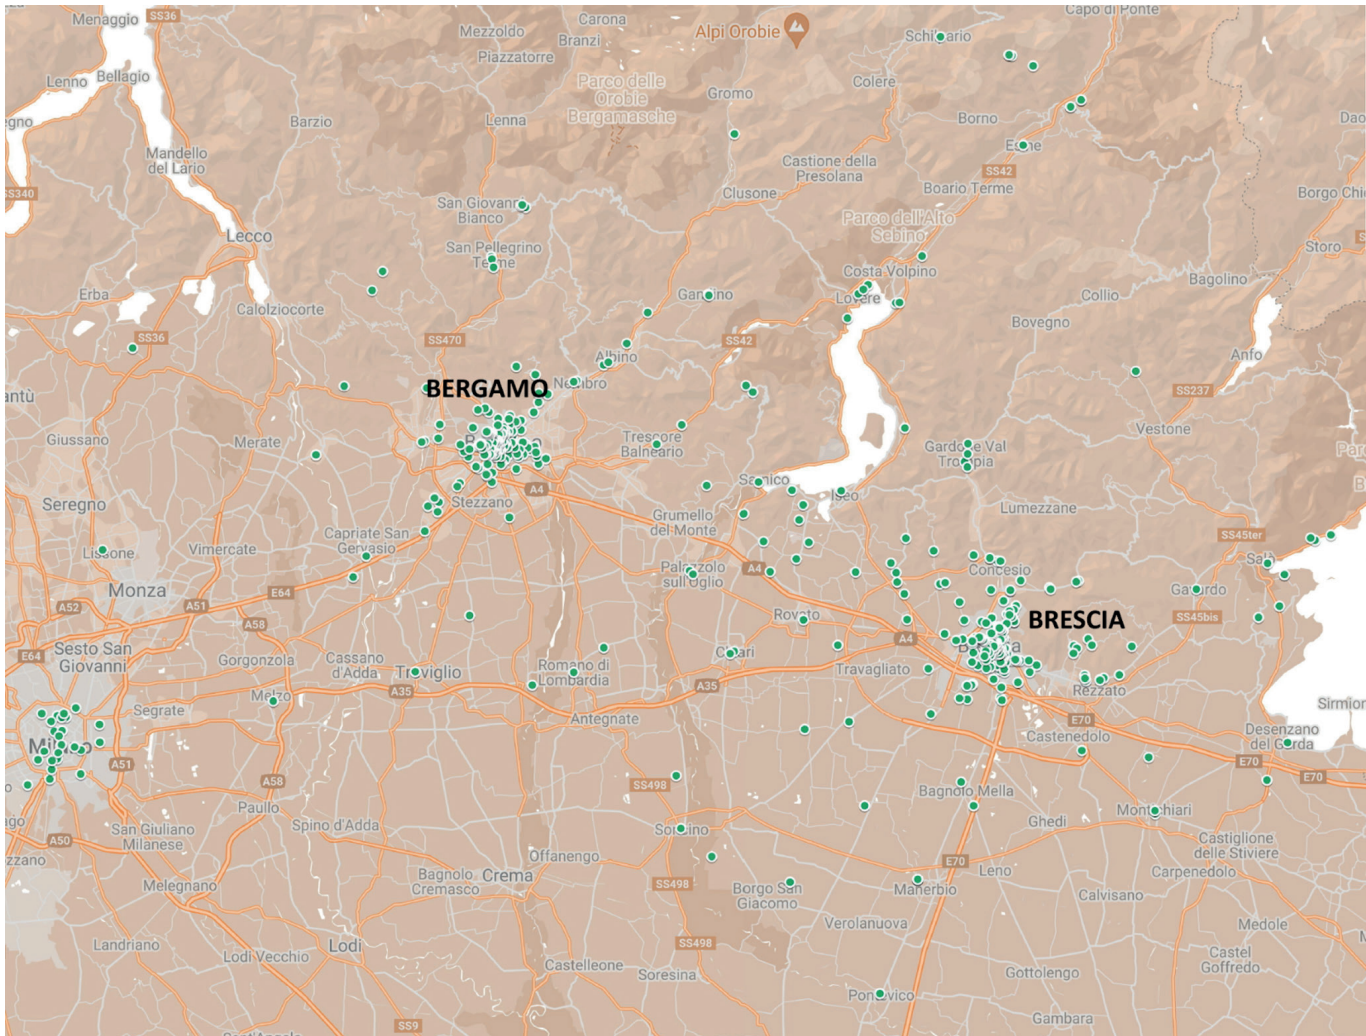 Menaggio
SS36
Carona
Mezzoldo
Branzi
Piazzatorre
Alpi Orobie
Schilpario
Capo di Ponte
Lenno
Bellagio
Parco delle
Orobie
Bergamasche
Gromo
Colere
Barzio
Lenna
Borno
Mandello
del Lario
Castione della
Presolana
Esine
SS42
SS340
Clusone
Boario Terme
San Giovanni
Bianco
Parco dell'Alto
Sebino
Lecco
San Pellegrino
Terme
Storo
Costa Volpino
Bagolino
Erba
Calolziocorte
Gandino
Lovere
Collio
Bovegno
SS36
SS470
SS42
Albino
Anfo
BERGAMO
Nembro
SS237
Giussano
Merate
Trescore
Balneario
Gardone Val
Trompia
Vestone
Seregno
Stezzano
A4
Sarnico
Iseo
Lumezzane
Grumello
del Monte
Capriate San
Gervasio
SS45ter
Lissone
Vimercate
Palazzolo
sull'Oglio
A4
Concesio
Salò
Monza
E64
Gavardo
A52
A51
A58
Rovato
BRESCIA
SS45bis
Sesto San
Giovanni
E64
A4
Gorgonzola
Cassano
d'Adda
Treviglio
Romano di
Lombardia
Chiari
Travagliato
Brescia
Melzo
A35
A35
Rezzato
Segrate
Antegnate
Sirmion
E70
Milano
Castenedolo
Desenzano
del Garda
A51
E70
E70
A58
SS498
Paullo
Bagnolo Mella
Montichiari
San Giuliano
Milanese
Spino d'Adda
Soncino
Ghedi
A50
Castiglione
delle Stiviere
Offanengo
E70
Bagnolo
Cremasco
Crema
Leno
Carpenedolo
SS498
Melegnano
Borgo San
Giacomo
Manerbio
Calvisano
Verolanuova
Medole
Landriano
Lodi
SS498
Lodi Vecchio
Castel
Goffredo
Castelleone
Soresina
Gottolengo
Pontevico
SS9
Gambara